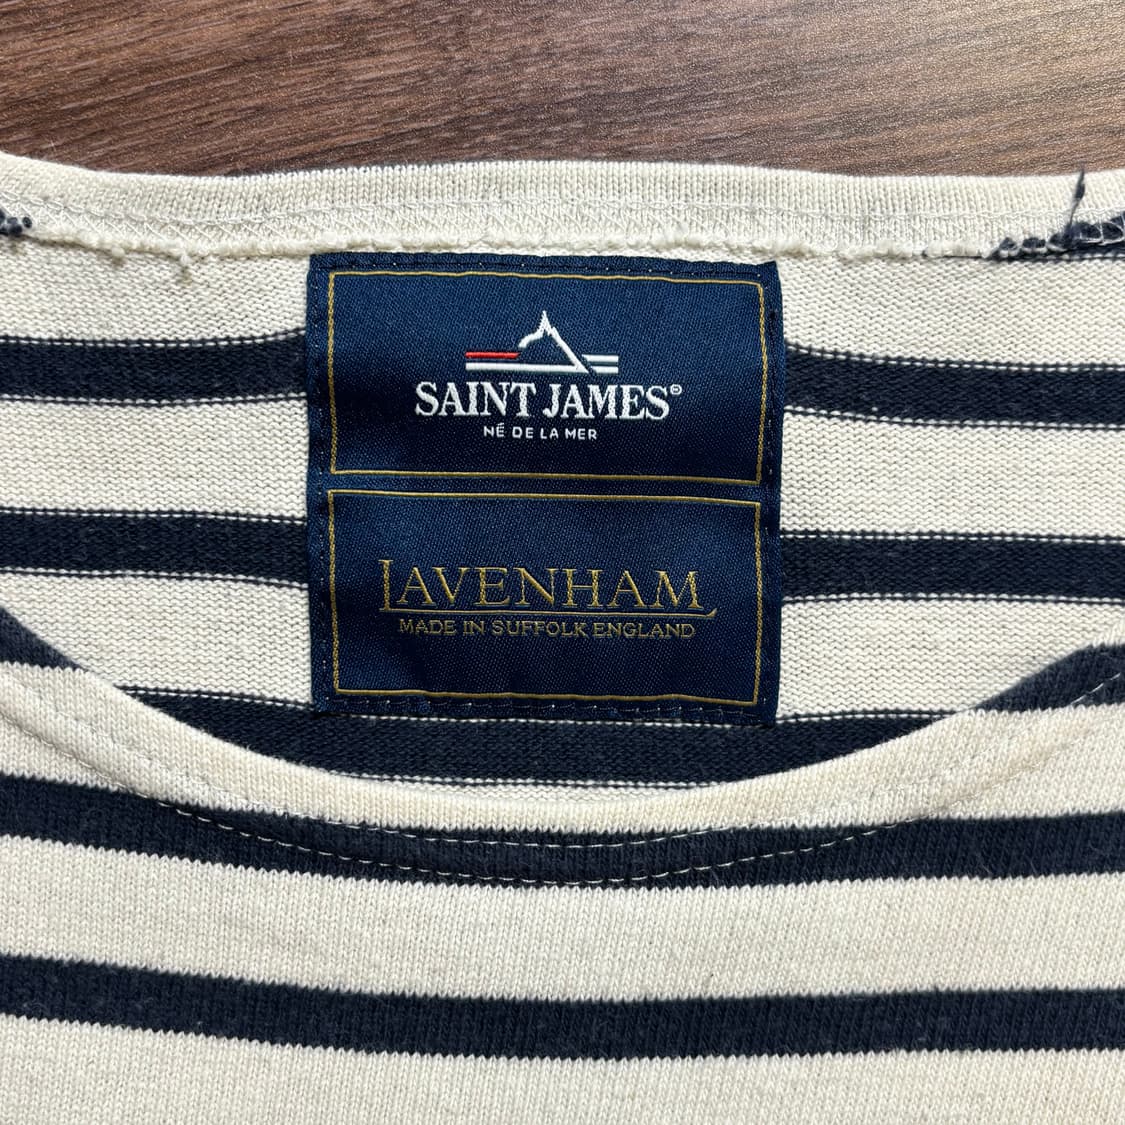 SAINT JAMES®
NÉ DE LA MER
LAVENHAM
MADE IN SUFFOLK ENGLAND